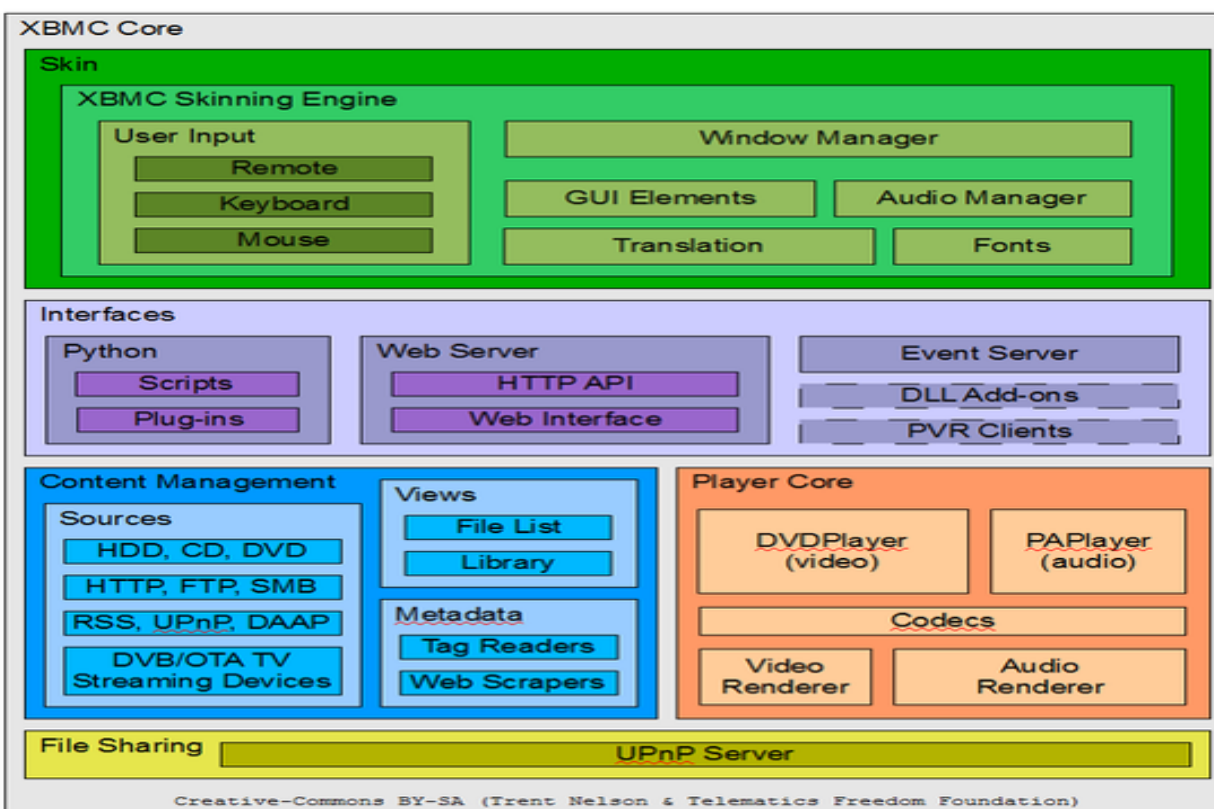 XBMC Core
Skin
XBMC Skinning Engine
User Input
Remote
Keyboard
Mouse
Window Manager
GUI Elements
Audio Manager
Translation
Fonts
Interfaces
Python
Scripts
Plug-ins
Web Server
HTTP API
Web Interface
Event Server
DLL Add-ons
PVR Clients
Content Management
Sources
HDD, CD, DVD
HTTP, FTP, SMB
RSS, UPnP, DAAP
DVB/OTA TV
Streaming Devices
Views
File List
Library
Metadata
Tag Readers
Web Scrapers
Player Core
DVDPlayer
(video)
PAPlayer
(audio)
Codecs
Video
Renderer
Audio
Renderer
File Sharing
UPnP Server
Creative-Commons BY-SA (Trent Nelson & Telematics Freedom Foundation)